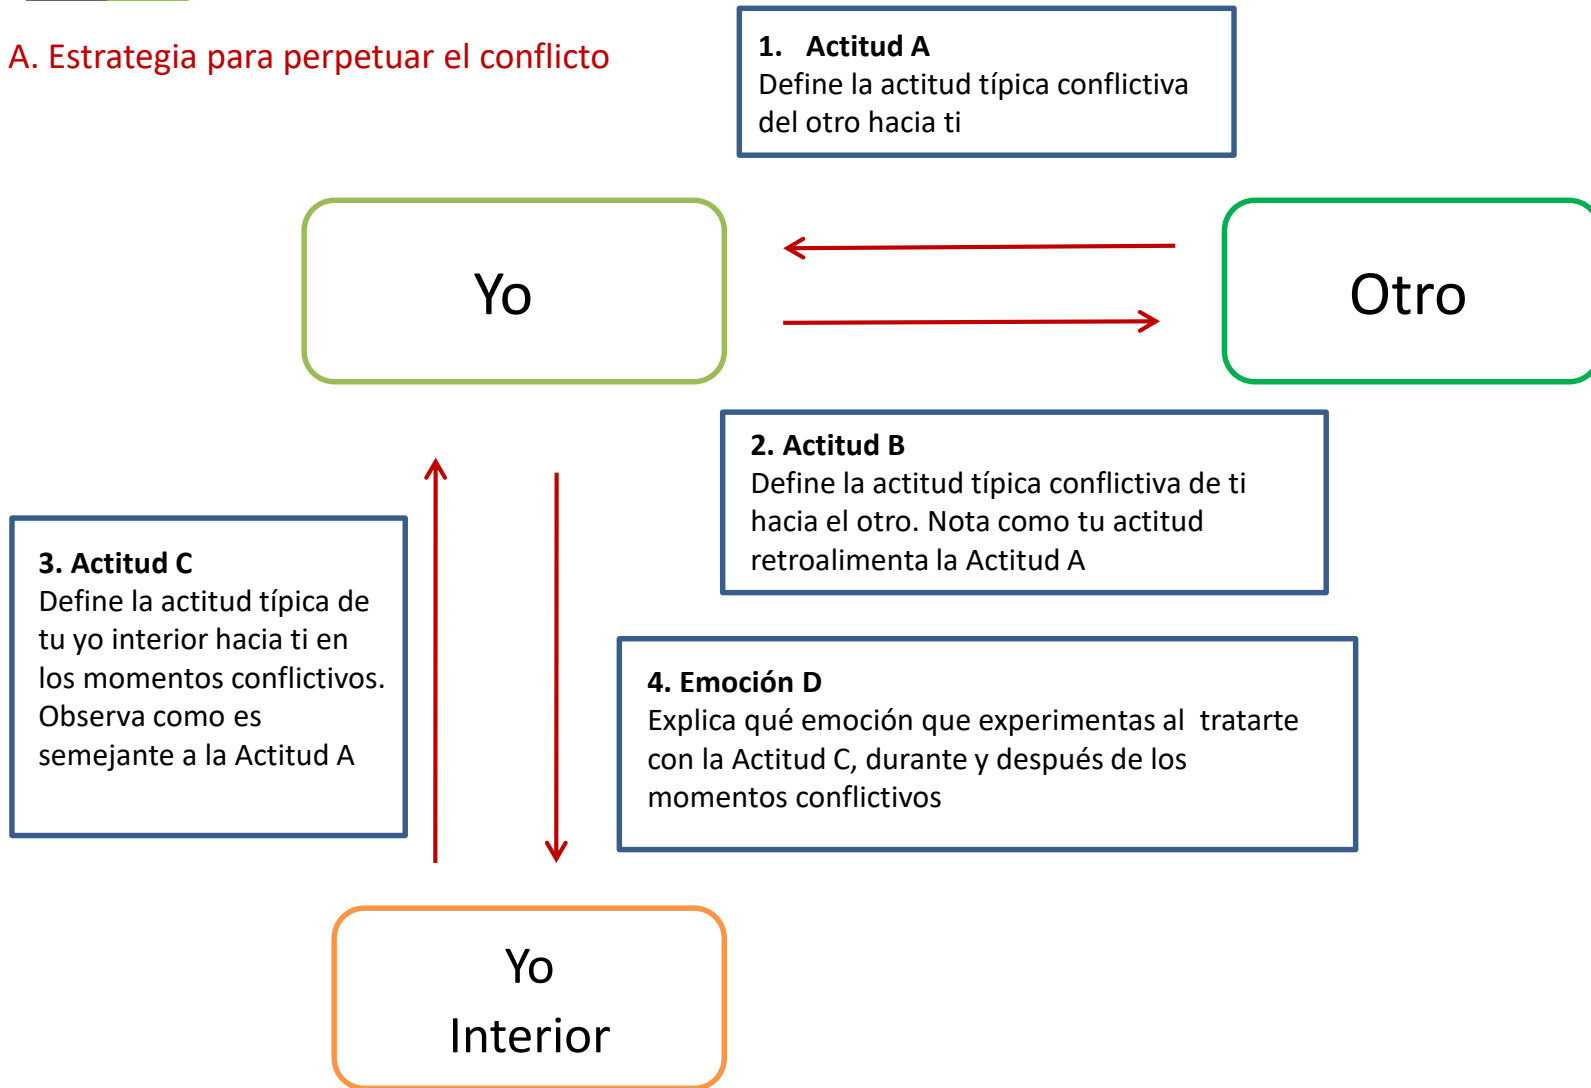 A. Estrategia para perpetuar el conflicto
1. Actitud A
Define la actitud típica conflictiva
del otro hacia ti
Yo
Otro
2. Actitud B
Define la actitud típica conflictiva de ti
hacia el otro. Nota como tu actitud
retroalimenta la Actitud A
3. Actitud C
Define la actitud típica de
tu yo interior hacia ti en
los momentos conflictivos.
Observa como es
semejante a la Actitud A
4. Emoción D
Explica qué emoción que experimentas al  tratarte
con la Actitud C, durante y después de los
momentos conflictivos
Yo
Interior